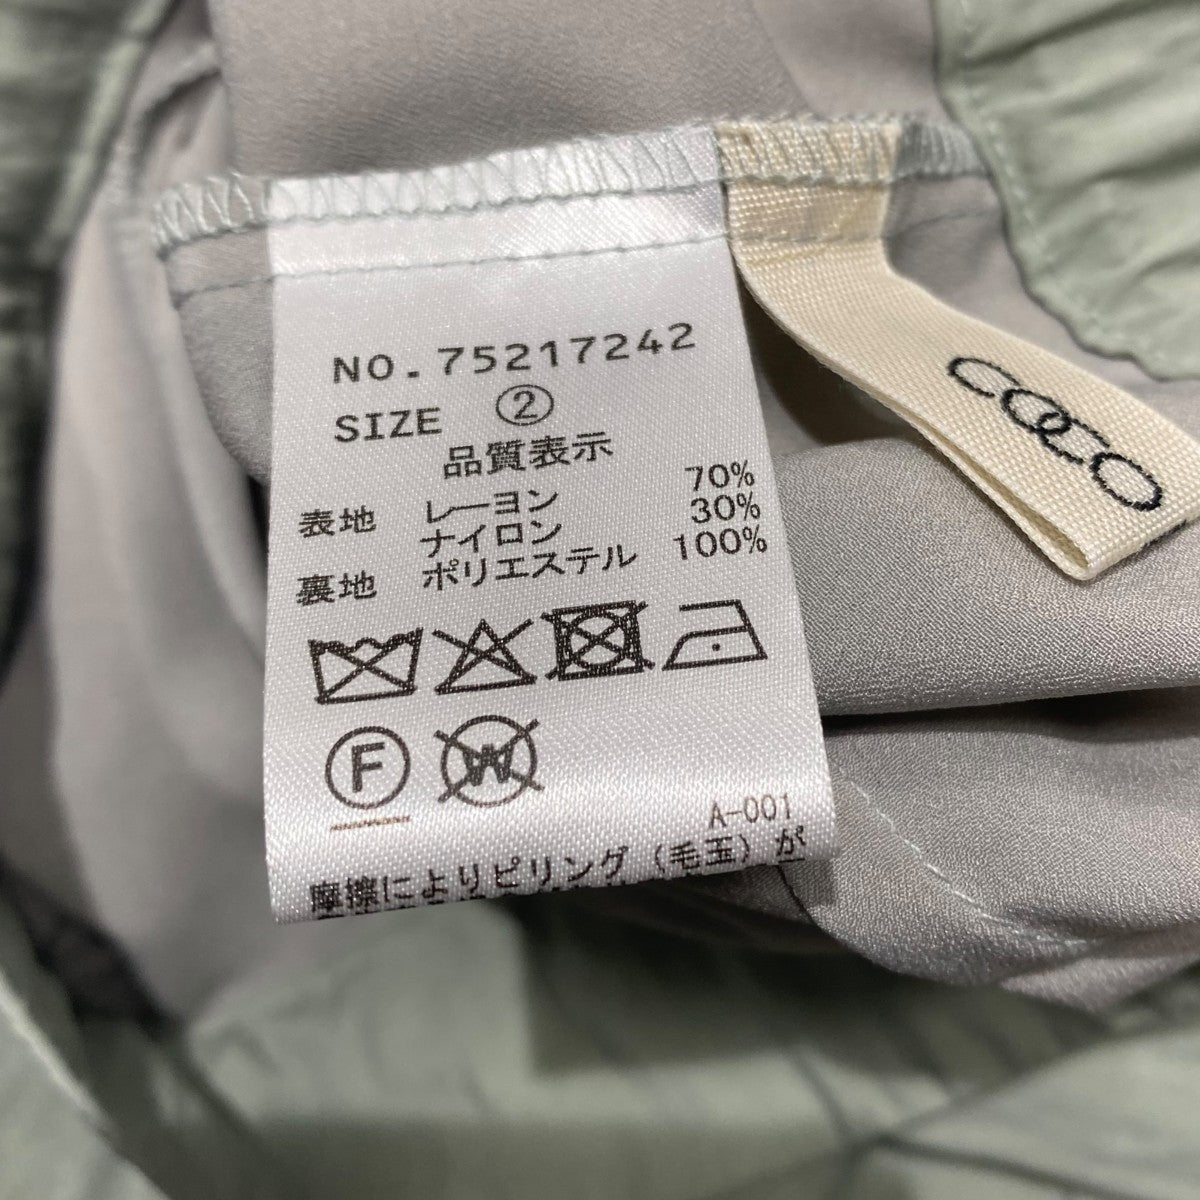 NO. 75217242
SIZE ②
品質表示
表地 レーヨン 70%
ナイロン 30%
裏地 ポリエステル 100%
F W
A-001
摩擦によりピリング(毛玉)が
COCO